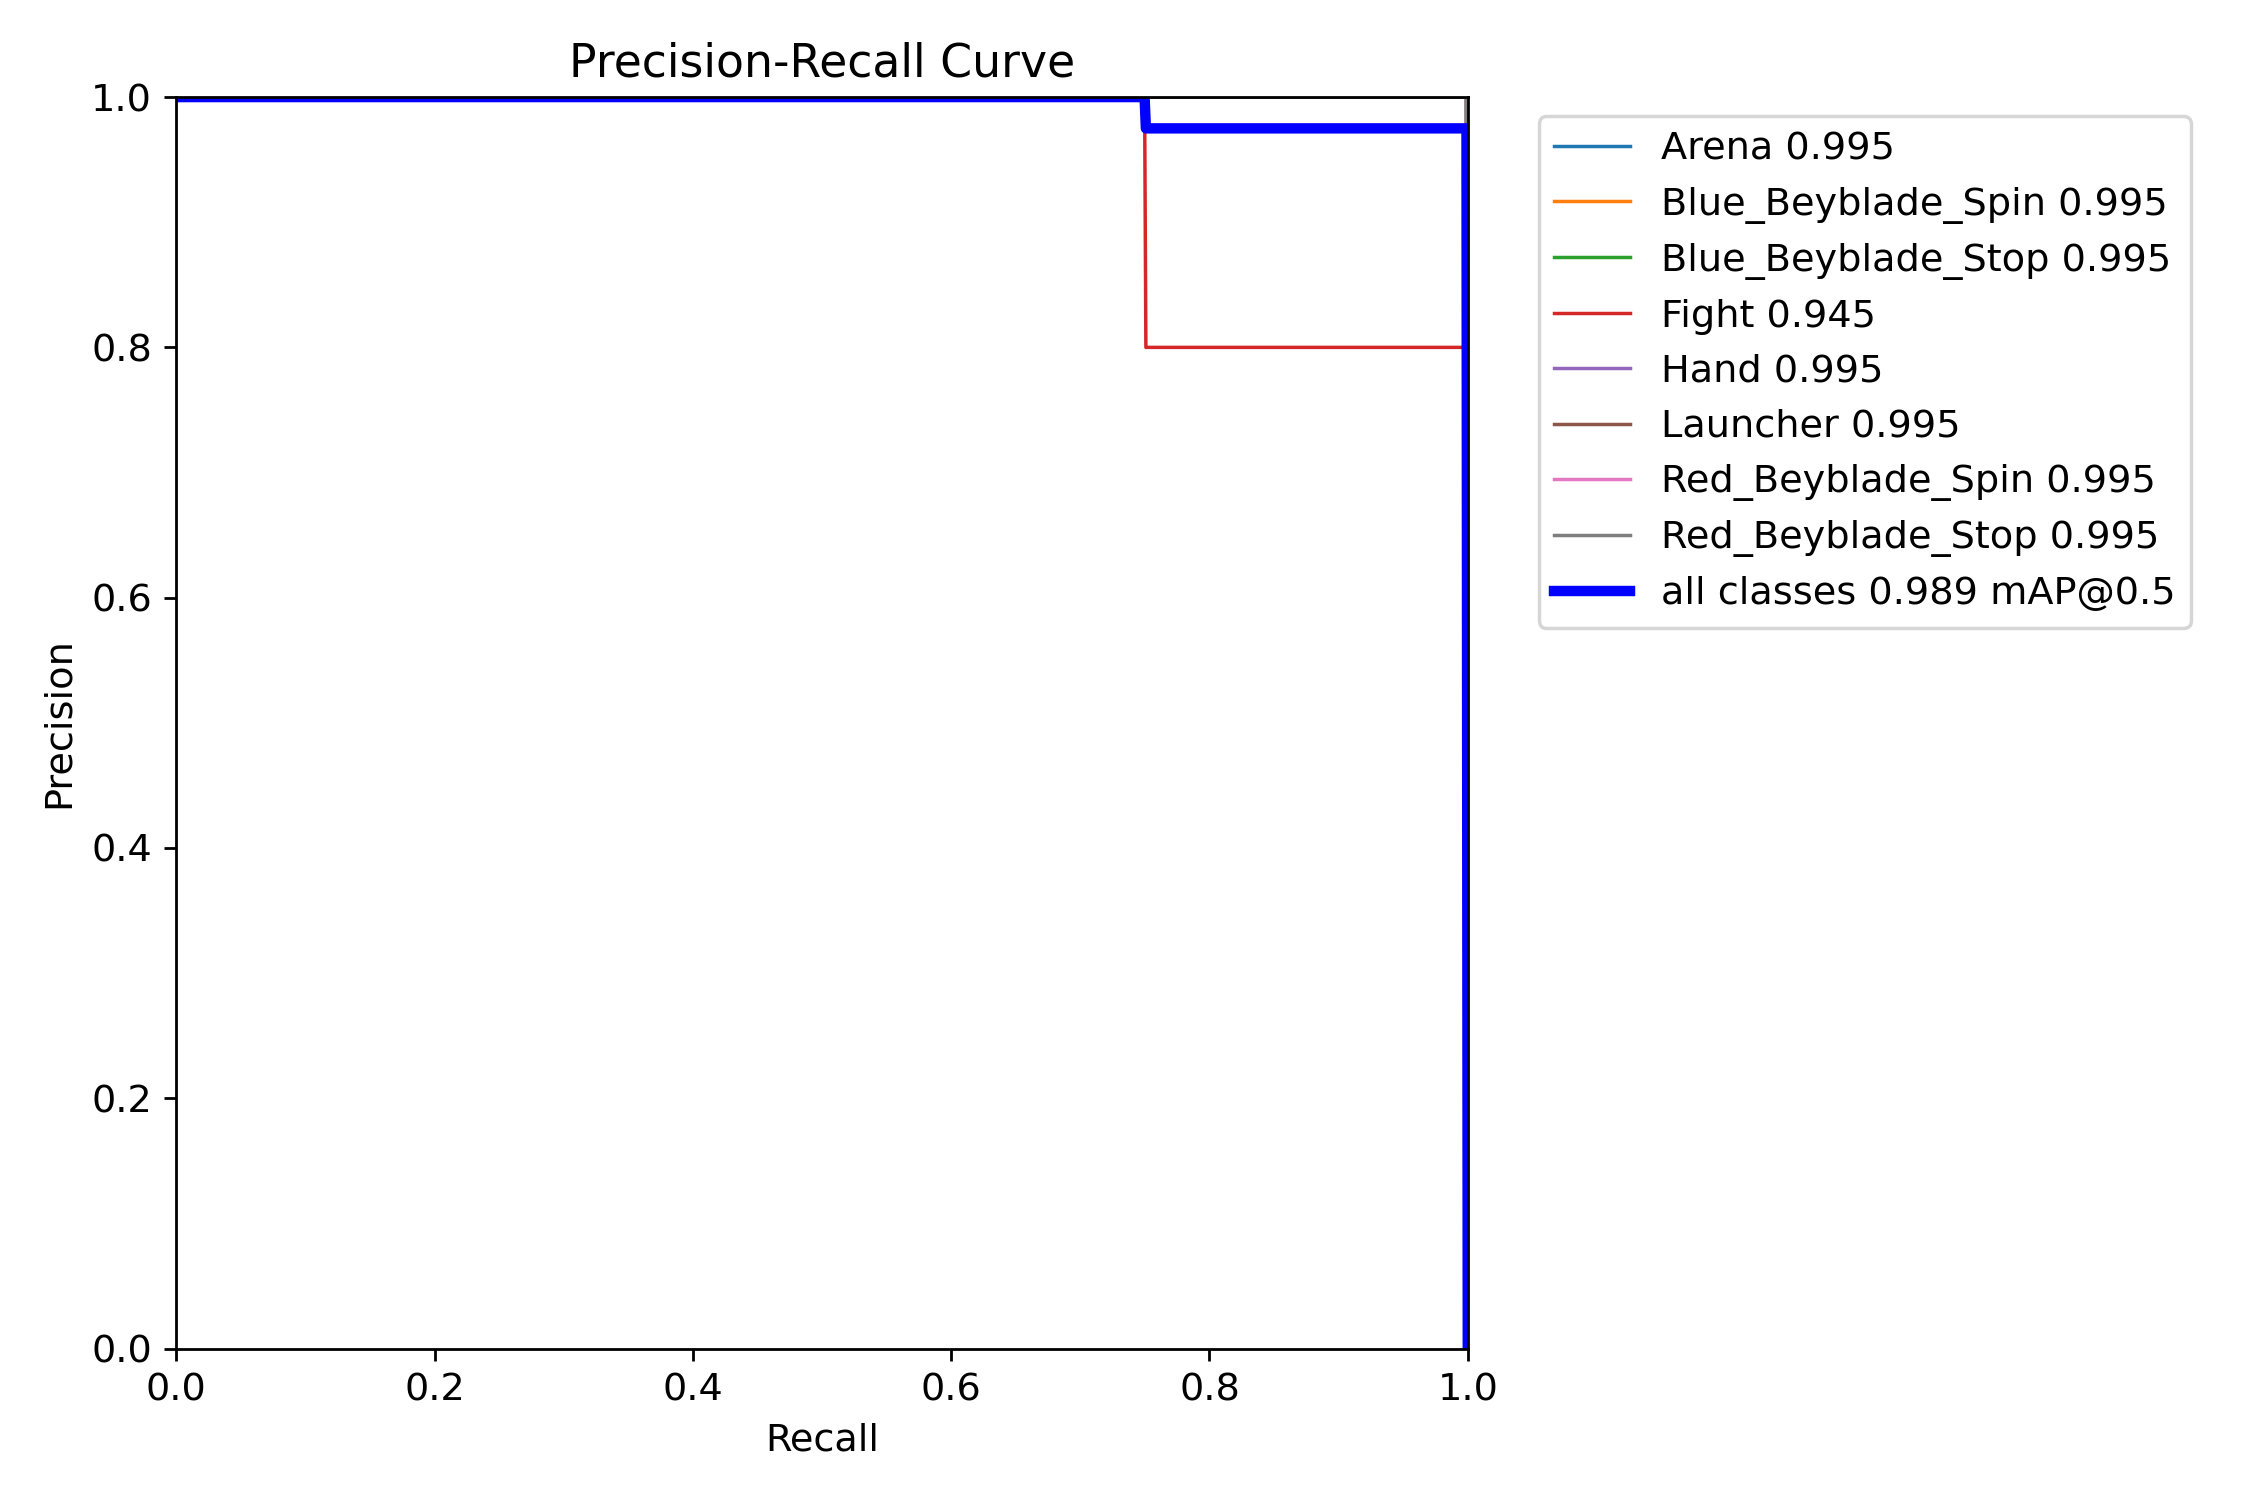 Precision-Recall Curve
1.0
0.8
0.6
0.4
0.2
0.0
Precision
0.0 0.2 0.4 0.6 0.8 1.0
Recall
Arena 0.995
Blue_Beyblade_Spin 0.995
Blue_Beyblade_Stop 0.995
Fight 0.945
Hand 0.995
Launcher 0.995
Red_Beyblade_Spin 0.995
Red_Beyblade_Stop 0.995
all classes 0.989 mAP@0.5